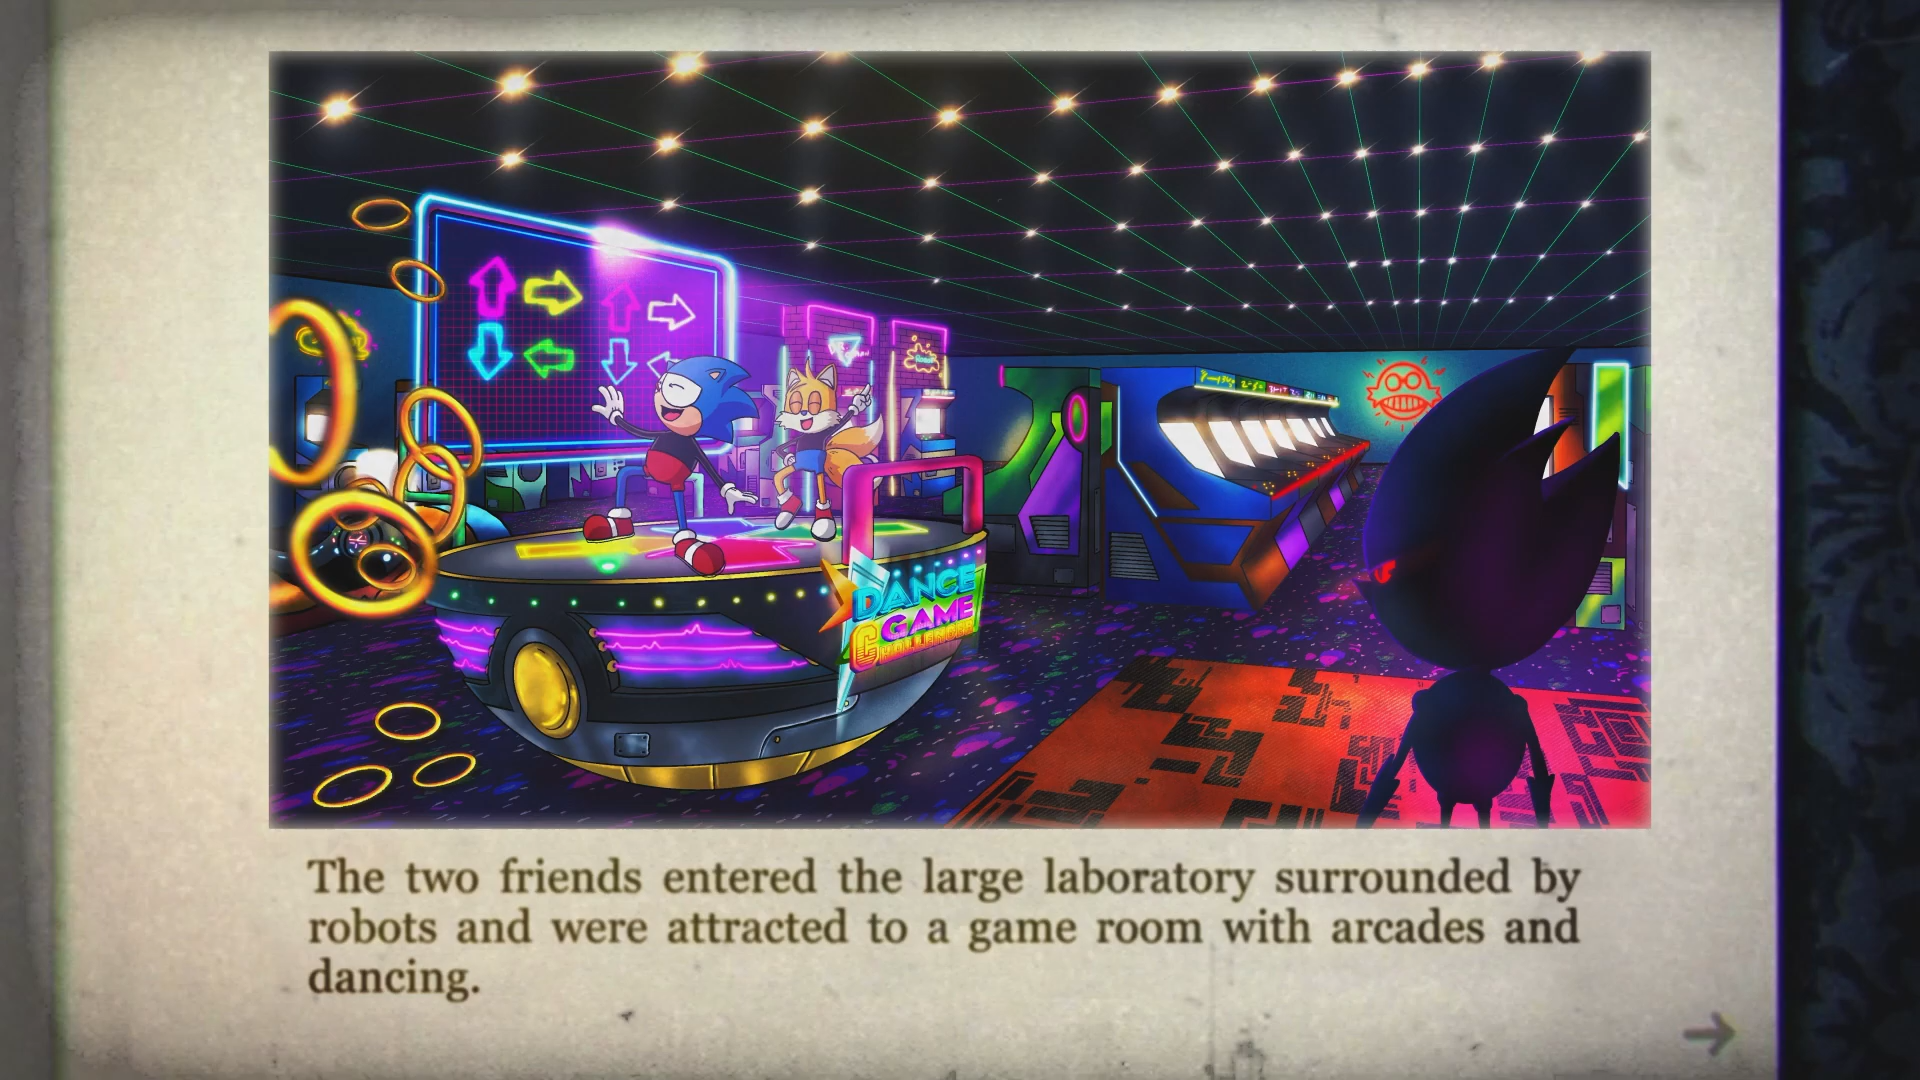 DANCE
GAME
CHALLENGER
The two friends entered the large laboratory surrounded by
robots and were attracted to a game room with arcades and
dancing.